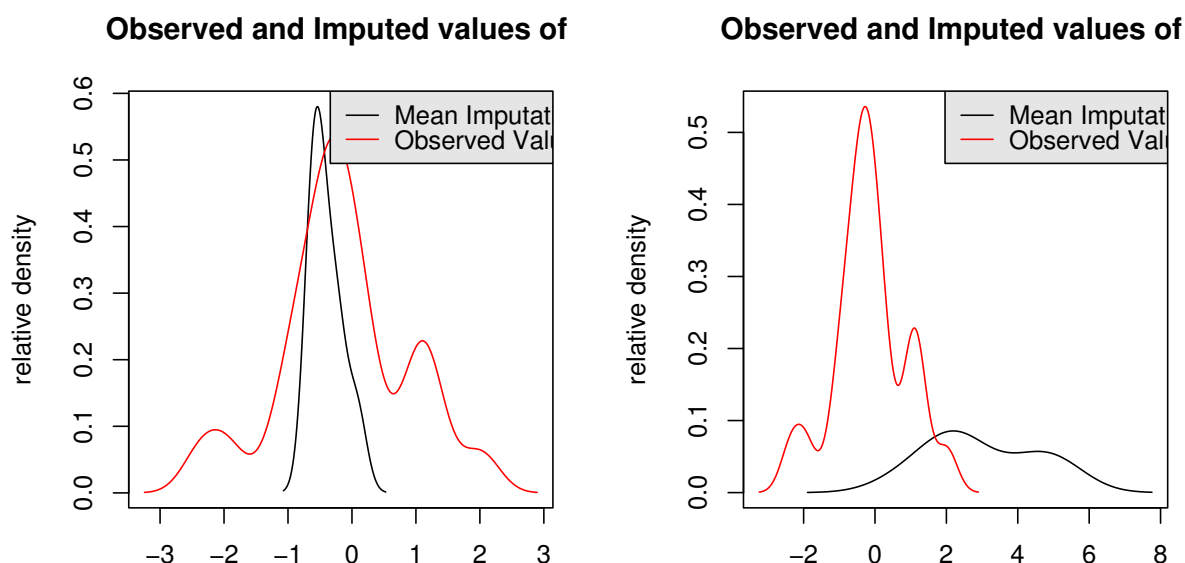 Observed and Imputed values of
relative density
0.0 0.1 0.2 0.3 0.4 0.5 0.6
Mean Imputat
Observed Valu
−3 −2 −1 0 1 2 3
Observed and Imputed values of
relative density
0.0 0.1 0.2 0.3 0.4 0.5
Mean Imputat
Observed Valu
−2 0 2 4 6 8